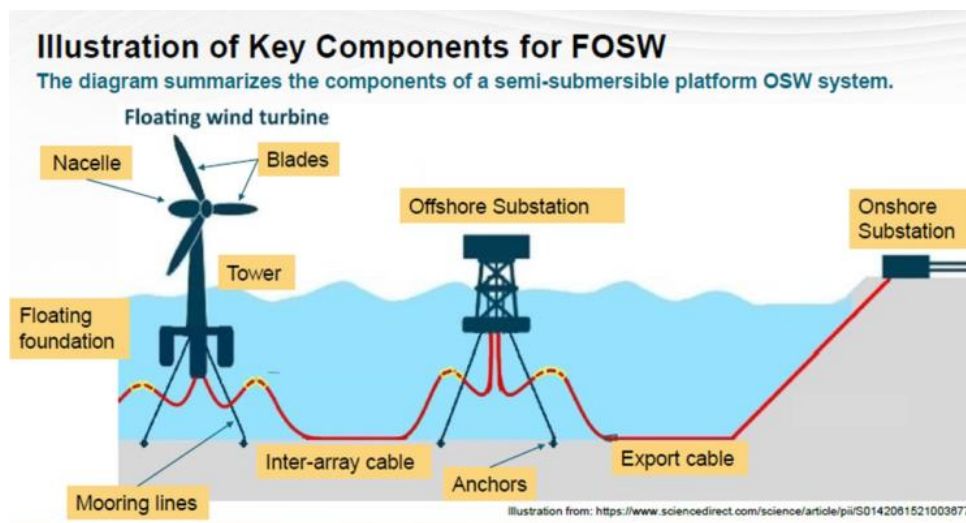 Illustration of Key Components for FOSW
The diagram summarizes the components of a semi-submersible platform OSW system.
Floating wind turbine
Nacelle
Blades
Offshore Substation
Onshore
Substation
Tower
Floating
foundation
Inter-array cable
Anchors
Export cable
Mooring lines
Illustration from: https://www.sciencedirect.com/science/article/pii/S0142061521003877